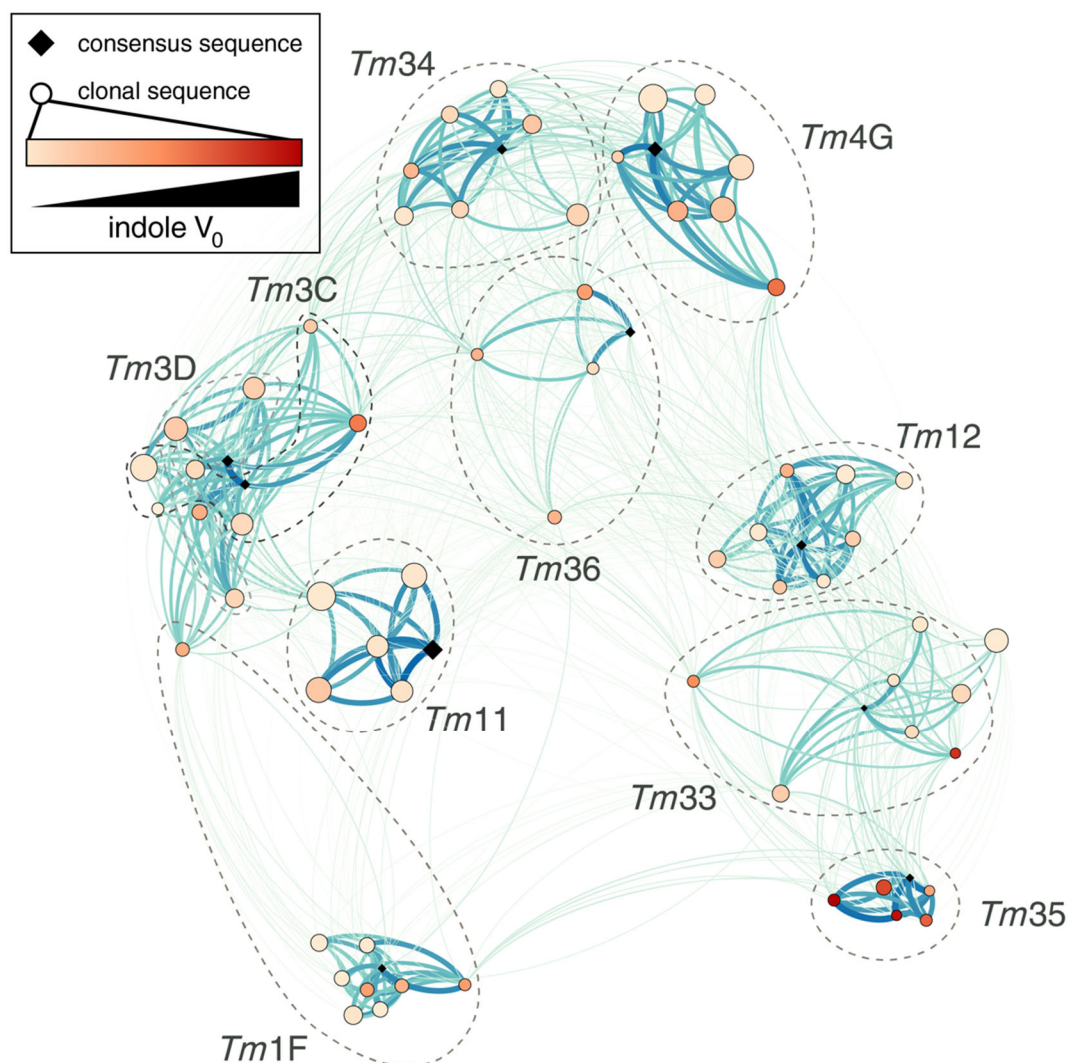 consensus sequence
clonal sequence
indole V0
Tm34
Tm4G
Tm3C
Tm3D
Tm12
Tm36
Tm11
Tm33
Tm35
Tm1F